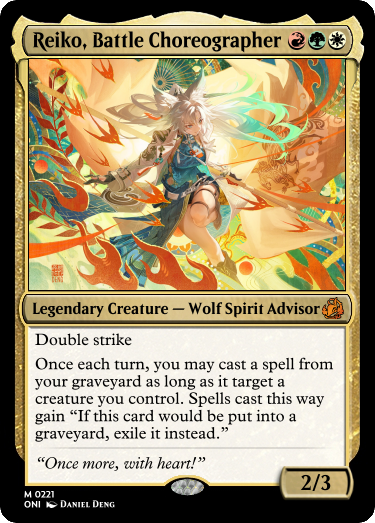 Reiko, Battle Choreographer
Legendary Creature — Wolf Spirit Advisor
Double strike
Once each turn, you may cast a spell from
your graveyard as long as it target a
creature you control. Spells cast this way
gain “If this card would be put into a
graveyard, exile it instead.”
“Once more, with heart!”
2/3
M 0221
ONI Daniel Deng